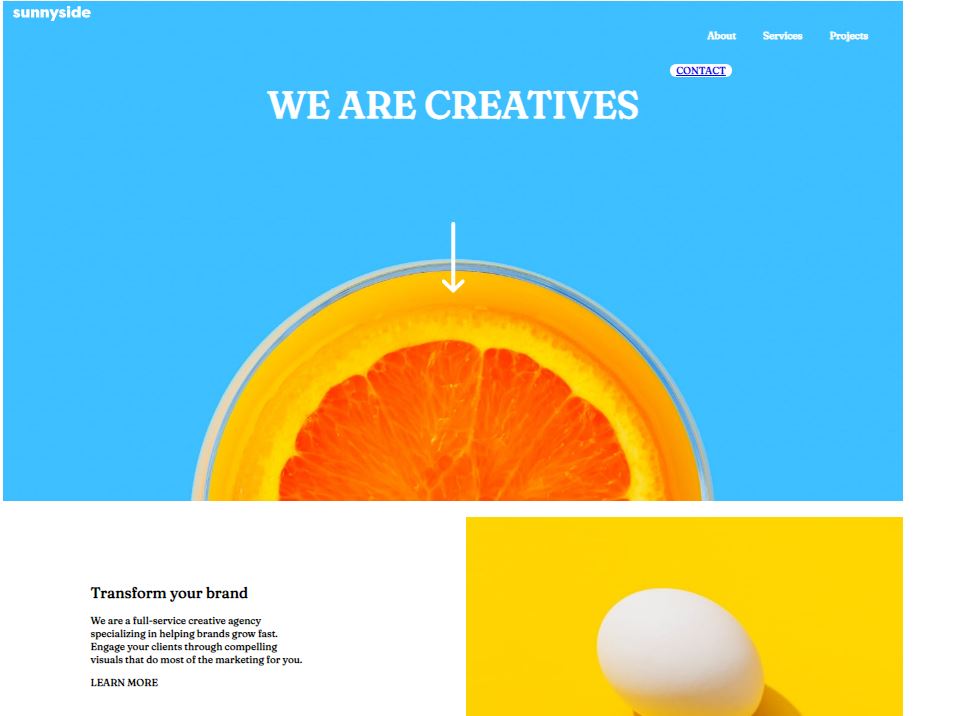 sunnyside
About Services Projects
CONTACT
WE ARE CREATIVES
Transform your brand
We are a full-service creative agency
specializing in helping brands grow fast.
Engage your clients through compelling
visuals that do most of the marketing for you.
LEARN MORE